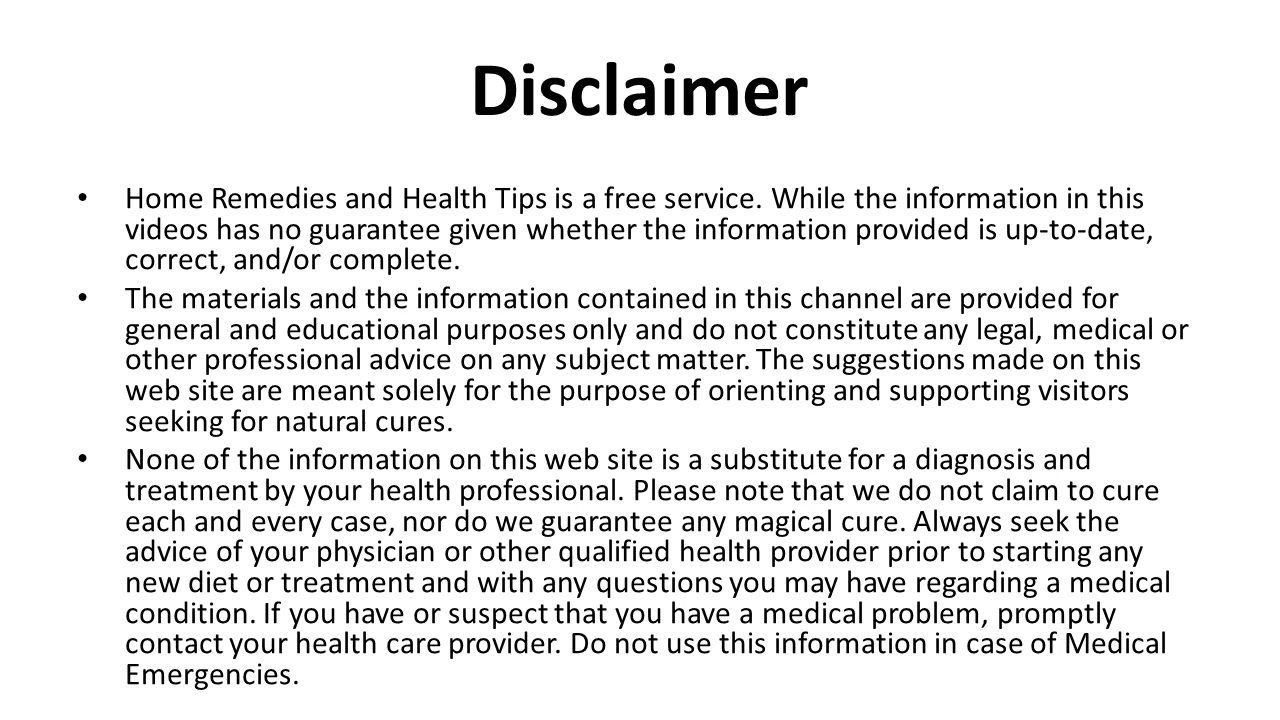 Disclaimer
• Home Remedies and Health Tips is a free service. While the information in this
videos has no guarantee given whether the information provided is up-to-date,
correct, and/or complete.
• The materials and the information contained in this channel are provided for
general and educational purposes only and do not constitute any legal, medical or
other professional advice on any subject matter. The suggestions made on this
web site are meant solely for the purpose of orienting and supporting visitors
seeking for natural cures.
• None of the information on this web site is a substitute for a diagnosis and
treatment by your health professional. Please note that we do not claim to cure
each and every case, nor do we guarantee any magical cure. Always seek the
advice of your physician or other qualified health provider prior to starting any
new diet or treatment and with any questions you may have regarding a medical
condition. If you have or suspect that you have a medical problem, promptly
contact your health care provider. Do not use this information in case of Medical
Emergencies.